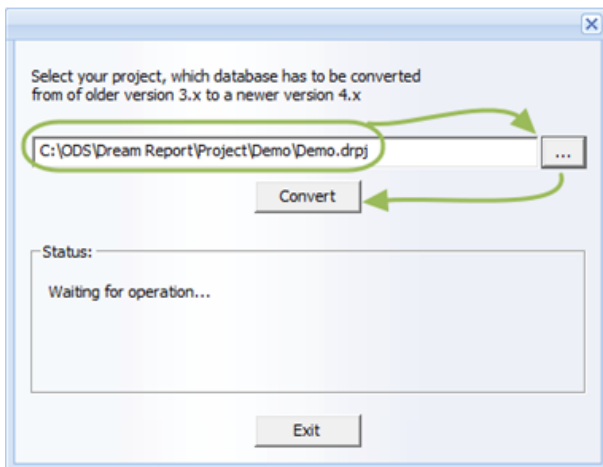 Select your project, which database has to be converted
from of older version 3.x to a newer version 4.x
C:\ODS\Dream Report\Project\Demo\Demo.drpj
...
Convert
Status:
Waiting for operation...
Exit